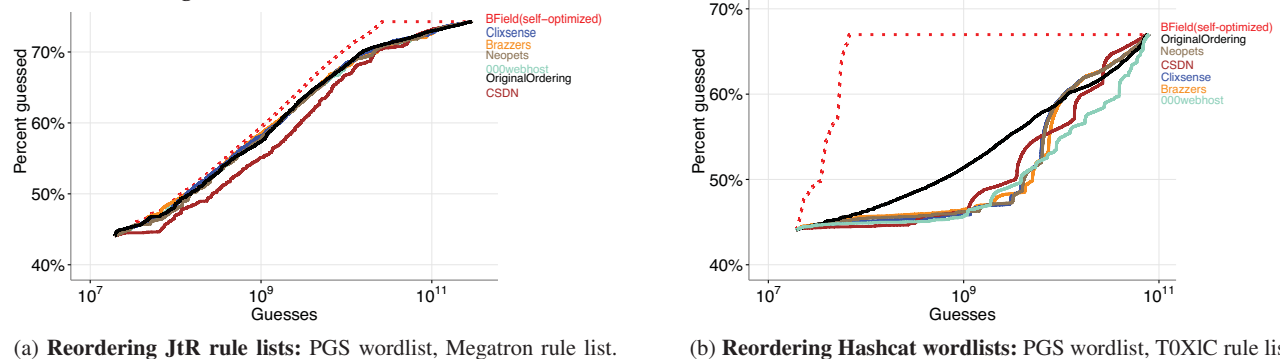 Percent guessed
70%
60%
50%
40%
10^7
10^9
10^11
Guesses
BField(self-optimized)
Clixsense
Brazzers
Neopets
000webhost
OriginalOrdering
CSDN
(a) Reordering JtR rule lists: PGS wordlist, Megatron rule list.
Percent guessed
70%
60%
50%
40%
10^7
10^9
10^11
Guesses
BField(self-optimized)
OriginalOrdering
Neopets
CSDN
Clixsense
Brazzers
000webhost
(b) Reordering Hashcat wordlists: PGS wordlist, T0XlC rule lis